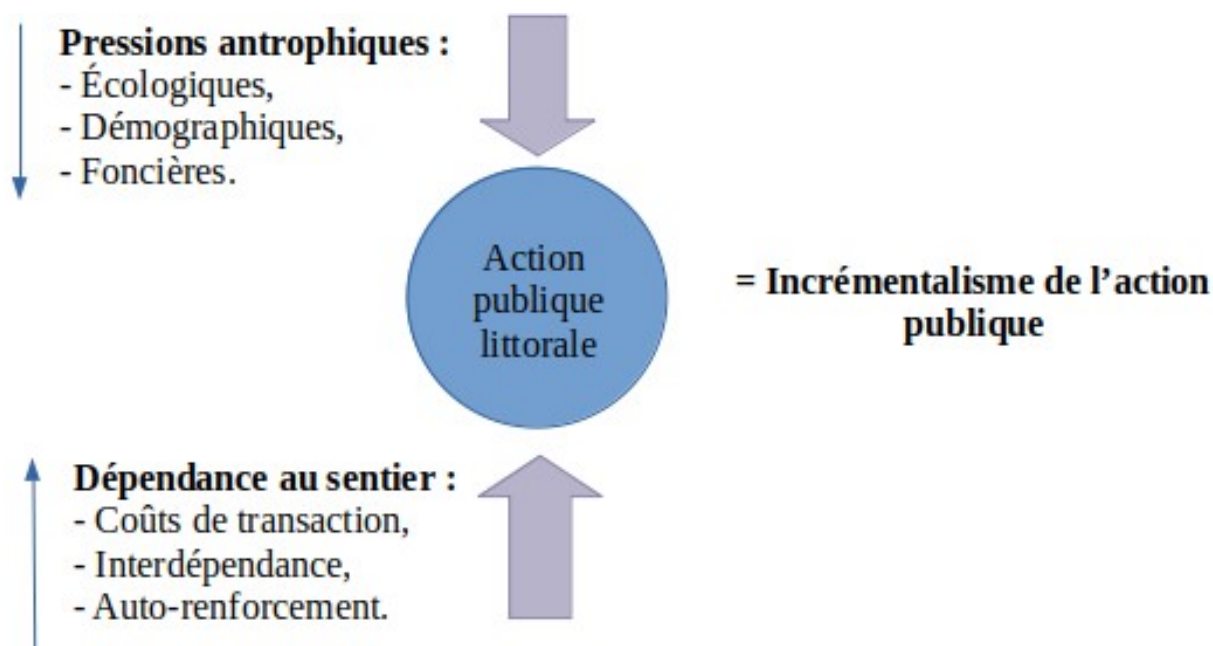 Pressions antrophiques :
- Écologiques,
- Démographiques,
- Foncières.
Action
publique
littorale
= Incrémentalisme de l’action
publique
Dépendance au sentier :
- Coûts de transaction,
- Interdépendance,
- Auto-renforcement.